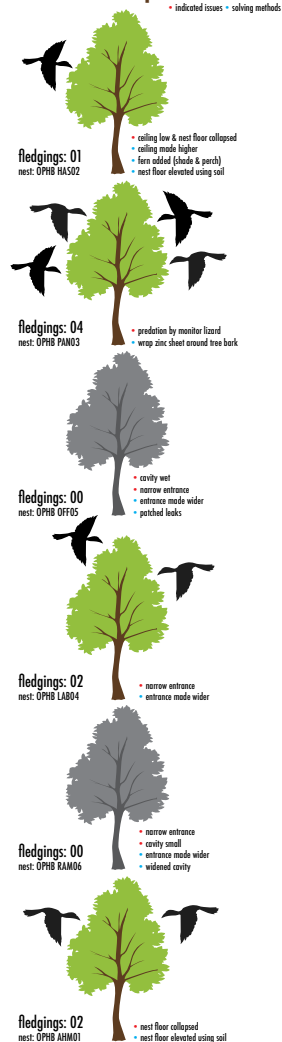 • indicated issues • solving methods
• ceiling low & nest floor collapsed
• ceiling made higher
• fern added (shade & perch)
• nest floor elevated using soil
fledgings: 01
nest: OPHB HAS02
• predation by monitor lizard
• wrap zinc sheet around tree bark
fledgings: 04
nest: OPHB PAN03
• cavity wet
• narrow entrance
• entrance made wider
• patched leaks
fledgings: 00
nest: OPHB OFF05
• narrow entrance
• entrance made wider
fledgings: 02
nest: OPHB LAB04
• narrow entrance
• cavity small
• entrance made wider
• widened cavity
fledgings: 00
nest: OPHB RAM06
• nest floor collapsed
• nest floor elevated using soil
fledgings: 02
nest: OPHB AHM01